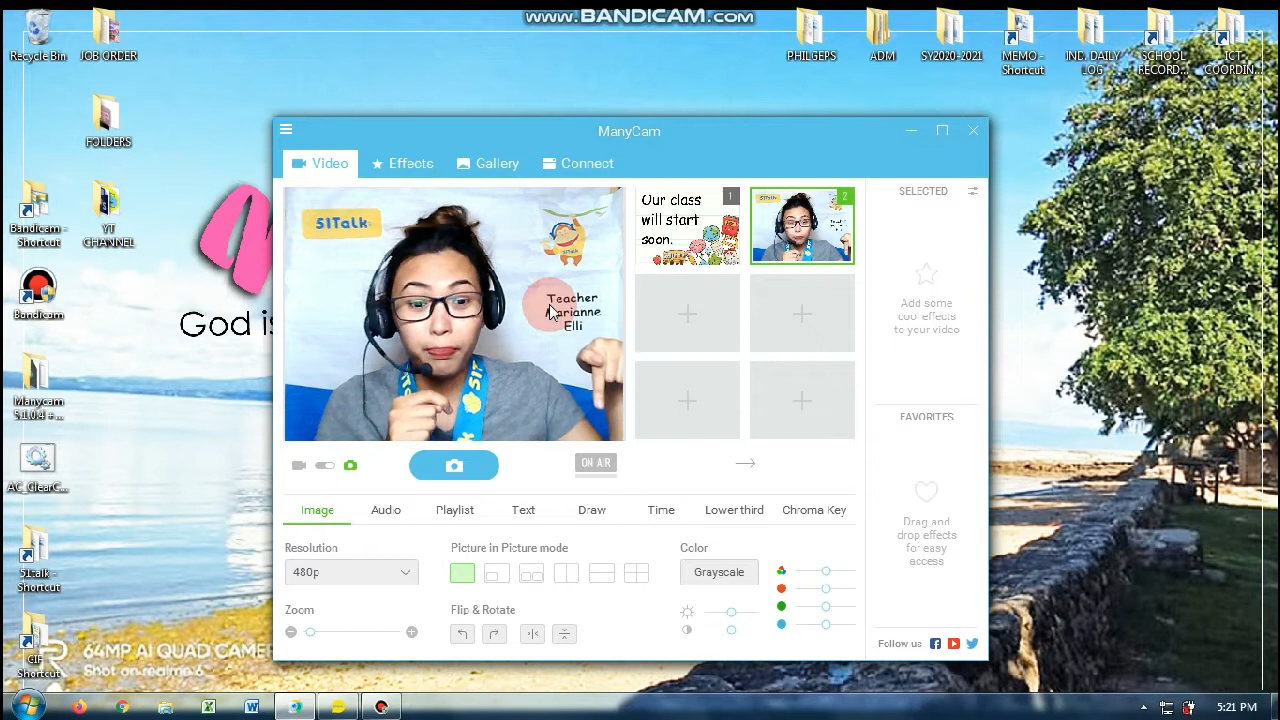 www.BANDICAM.com
Recycle Bin
JOB ORDER
PHILGEPS
ADM
SY2020-2021
MEMO -
Shortcut
IND. DAILY
LOG
SCHOOL
RECORD...
ICT
COORDIN...
FOLDERS
Bandicam -
Shortcut
YT
CHANNEL
Bandicam
God is
Manycam
5.1.0.4 + ...
AC_ClearC...
51talk -
Shortcut
GIF -
Shortcut
64MP AI QUAD CAME
Shot on realme 6
ManyCam
Video
Effects
Gallery
Connect
51Talk
51TALK
Teacher
Marianne
Elli
Our class
will start
soon.
1
2
SELECTED
Add some
cool effects
to your video
FAVORITES
Drag and
drop effects
for easy
access
ON AIR
Image
Audio
Playlist
Text
Draw
Time
Lower third
Chroma Key
Resolution
480p
Picture in Picture mode
Color
Grayscale
Zoom
Flip & Rotate
Follow us
5:21 PM